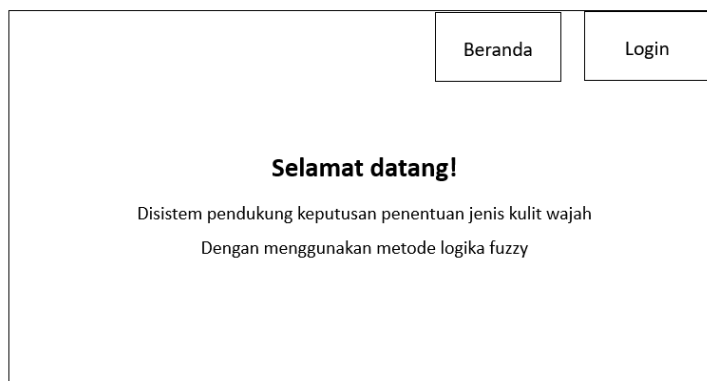 Beranda
Login
Selamat datang!
Disistem pendukung keputusan penentuan jenis kulit wajah
Dengan menggunakan metode logika fuzzy